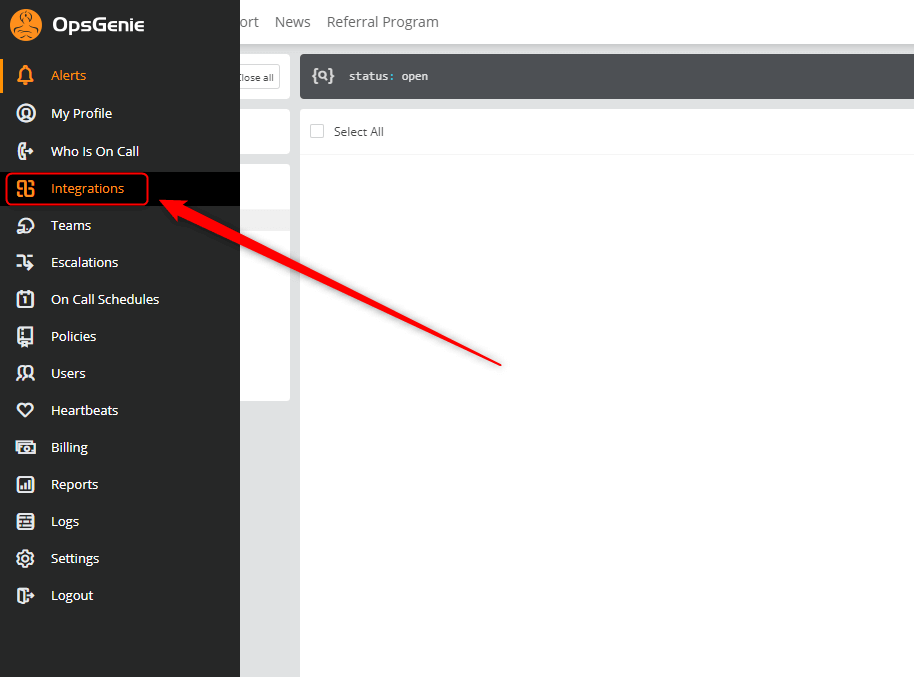 OpsGenie
ort News Referral Program
Alerts
Close all
status: open
My Profile
Select All
Who Is On Call
Integrations
Teams
Escalations
On Call Schedules
Policies
Users
Heartbeats
Billing
Reports
Logs
Settings
Logout